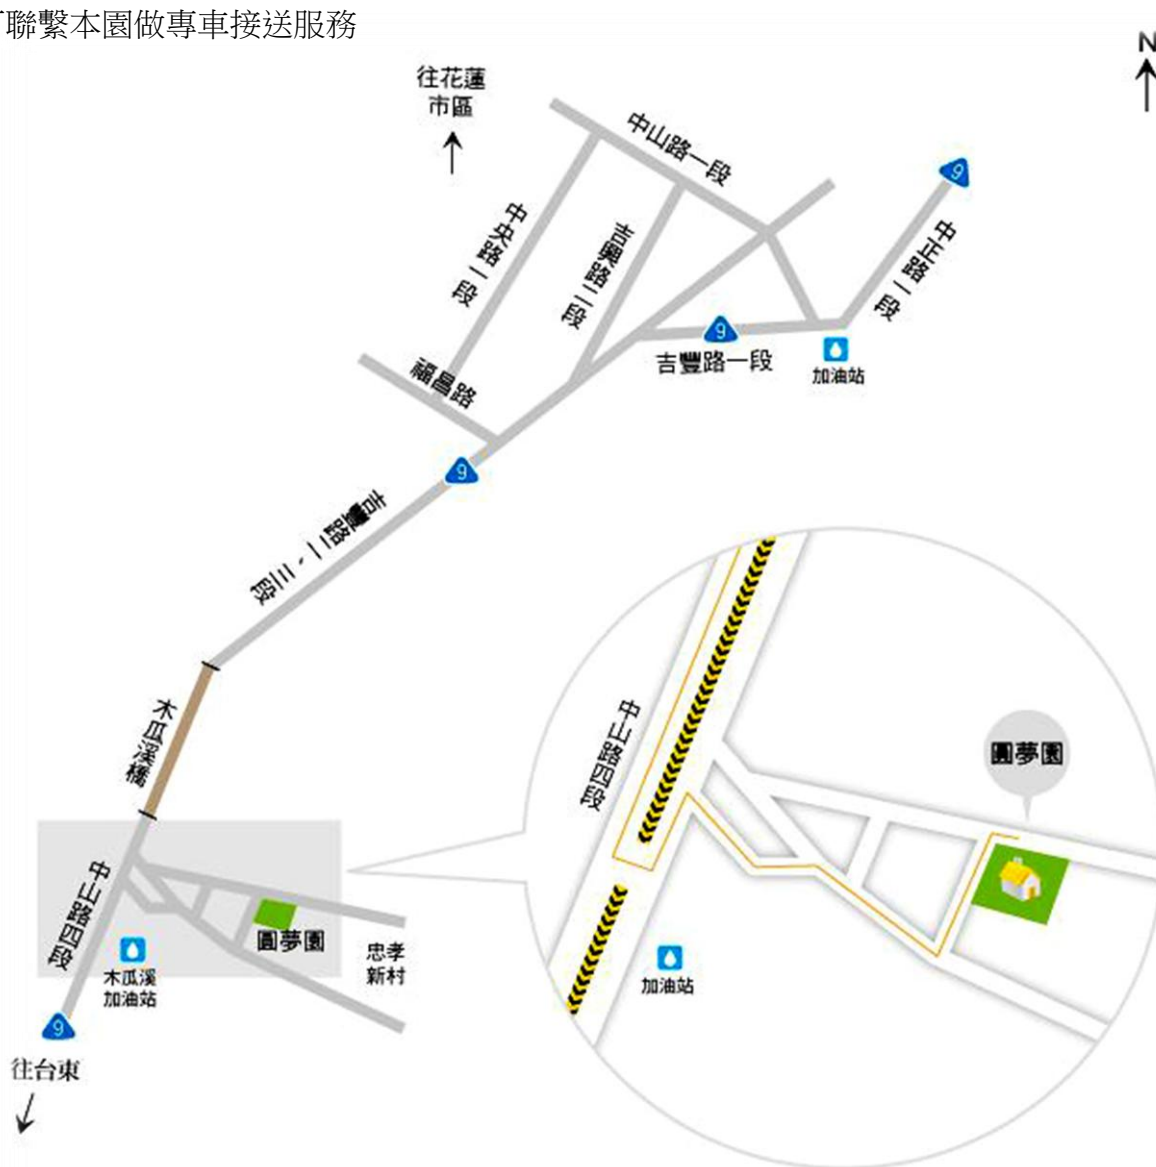 聯繫本園做專車接送服務
N
往花蓮
市區
中山路一段
9
中央路一段
吉興路二段
中正路一段
9
吉豐路一段
加油站
福昌路
9
吉豐路二、三段
木瓜溪橋
中山路四段
圓夢園
中山路四段
圓夢園
忠孝
新村
木瓜溪
加油站
加油站
9
往台東